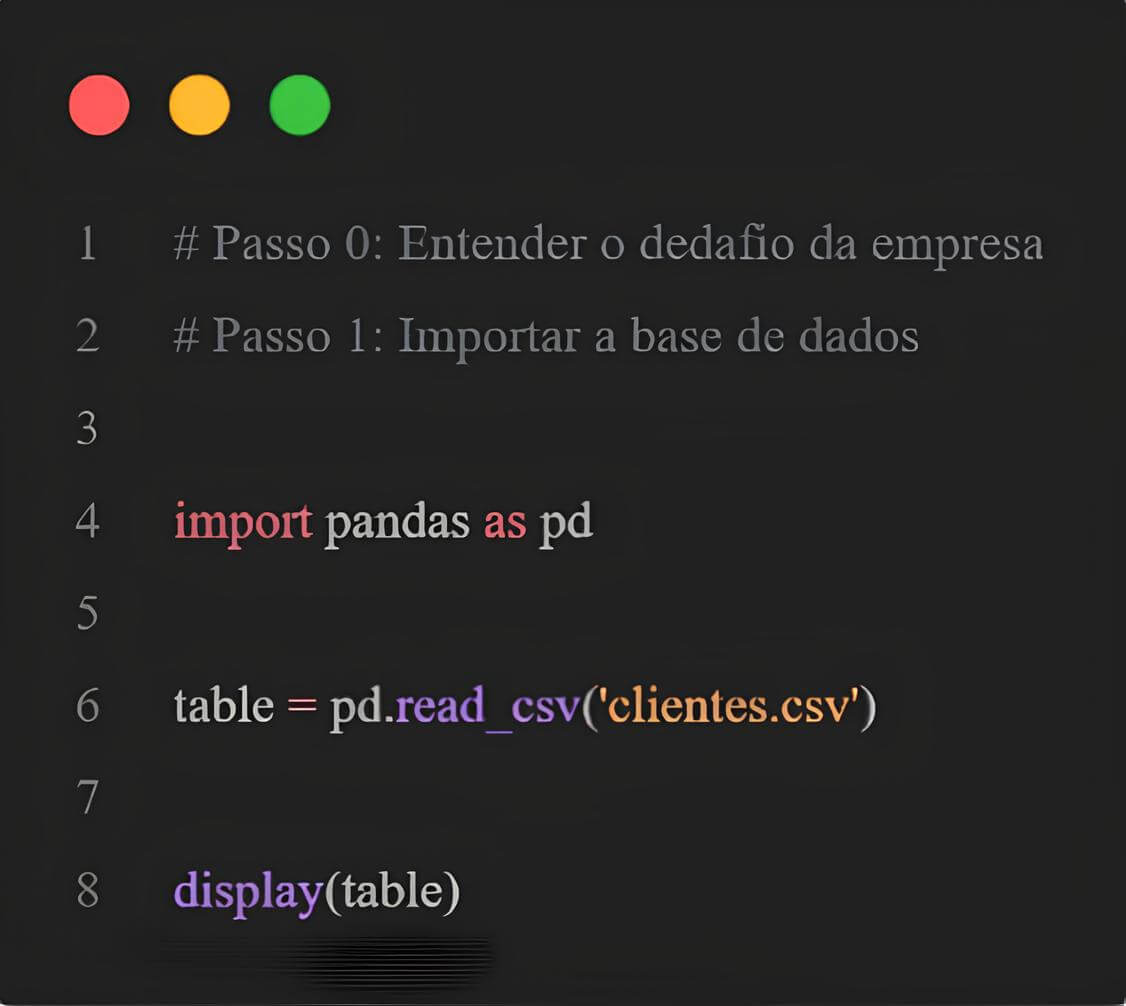 1 # Passo 0: Entender o dedafio da empresa
2 # Passo 1: Importar a base de dados
3
4 import pandas as pd
5
6 table = pd.read_csv('clientes.csv')
7
8 display(table)